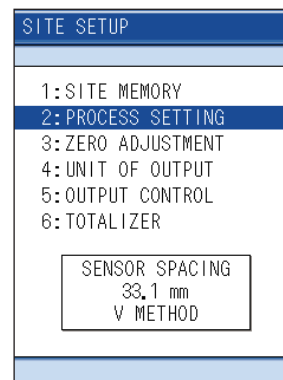 SITE SETUP
1:SITE MEMORY
2:PROCESS SETTING
3:ZERO ADJUSTMENT
4:UNIT OF OUTPUT
5:OUTPUT CONTROL
6:TOTALIZER
SENSOR SPACING
33.1 mm
V METHOD